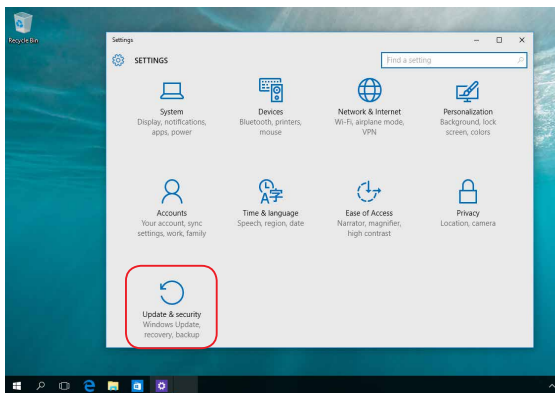 Recycle Bin
Settings
SETTINGS
Find a setting
System
Display, notifications,
apps, power
Devices
Bluetooth, printers,
mouse
Network & Internet
Wi-Fi, airplane mode,
VPN
Personalization
Background, lock
screen, colors
Accounts
Your account, sync
settings, work, family
Time & language
Speech, region, date
Ease of Access
Narrator, magnifier,
high contrast
Privacy
Location, camera
Update & security
Windows Update,
recovery, backup